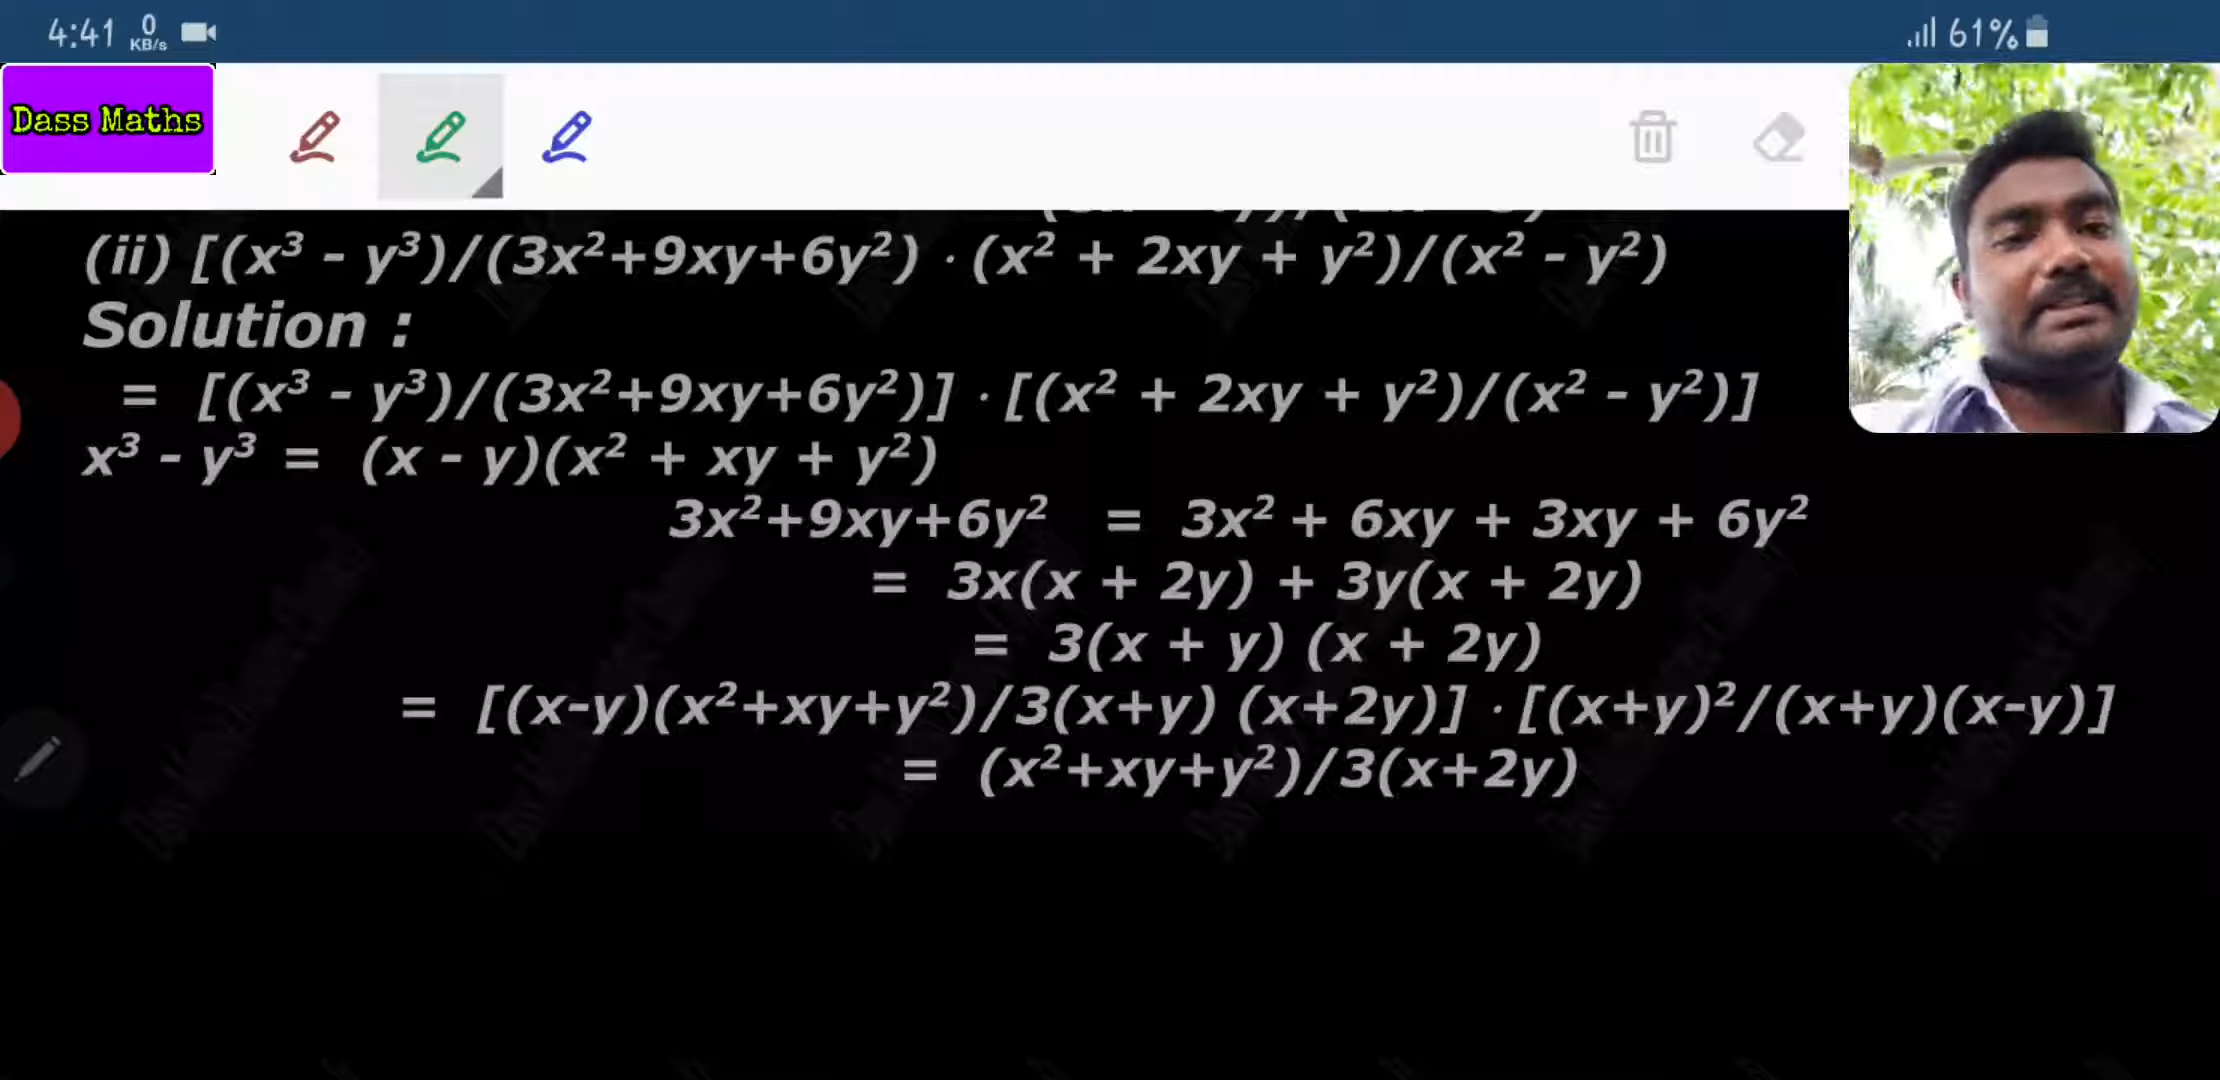 4:41 0 KB/s 61%
Dass Maths
(ii) [(x³ - y³)/(3x²+9xy+6y²) · (x² + 2xy + y²)/(x² - y²)
Solution :
= [(x³ - y³)/(3x²+9xy+6y²)] · [(x² + 2xy + y²)/(x² - y²)]
x³ - y³ = (x - y)(x² + xy + y²)
3x²+9xy+6y² = 3x² + 6xy + 3xy + 6y²
= 3x(x + 2y) + 3y(x + 2y)
= 3(x + y) (x + 2y)
= [(x-y)(x²+xy+y²)/3(x+y) (x+2y)] · [(x+y)²/(x+y)(x-y)]
= (x²+xy+y²)/3(x+2y)